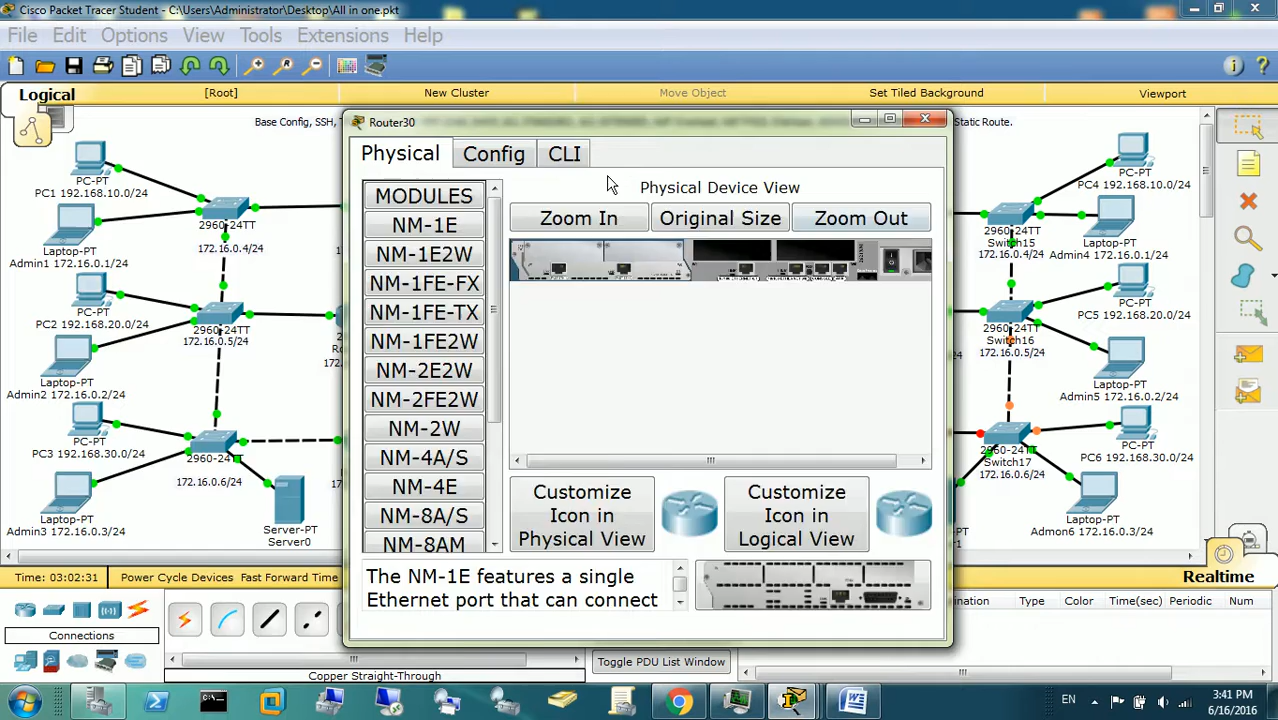 Cisco Packet Tracer Student - C:\Users\Administrator\Desktop\All in one.pkt
File Edit Options View Tools Extensions Help
Logical
[Root]
New Cluster
Move Object
Set Tiled Background
Viewport
Base Config, SSH, T
Static Route.
Router30
Physical
Config
CLI
MODULES
NM-1E
NM-1E2W
NM-1FE-FX
NM-1FE-TX
NM-1FE2W
NM-2E2W
NM-2FE2W
NM-2W
NM-4A/S
NM-4E
NM-8A/S
NM-8AM
Physical Device View
Zoom In
Original Size
Zoom Out
Customize
Icon in
Physical View
Customize
Icon in
Logical View
The NM-1E features a single
Ethernet port that can connect
PC-PT
PC1 192.168.10.0/24
2960-24TT
172.16.0.4/24
Laptop-PT
Admin1 172.16.0.1/24
PC-PT
PC2 192.168.20.0/24
2960-24TT
172.16.0.5/24
Laptop-PT
Admin2 172.16.0.2/24
PC-PT
PC3 192.168.30.0/24
2960-24TT
172.16.0.6/24
Laptop-PT
Admin3 172.16.0.3/24
Server-PT
Server0
PC-PT
PC4 192.168.10.0/24
2960-24TT
Switch15
172.16.0.4/24
Laptop-PT
Admin4 172.16.0.1/24
PC-PT
PC5 192.168.20.0/24
2960-24TT
Switch16
172.16.0.5/24
Laptop-PT
Admin5 172.16.0.2/24
PC-PT
PC6 192.168.30.0/24
2960-24TT
Switch17
172.16.0.6/24
Laptop-PT
Admon6 172.16.0.3/24
Time: 03:02:31
Power Cycle Devices
Fast Forward Time
Realtime
Connections
Copper Straight-Through
Toggle PDU List Window
ination
Type
Color
Time(sec)
Periodic
Num
EN
3:41 PM
6/16/2016